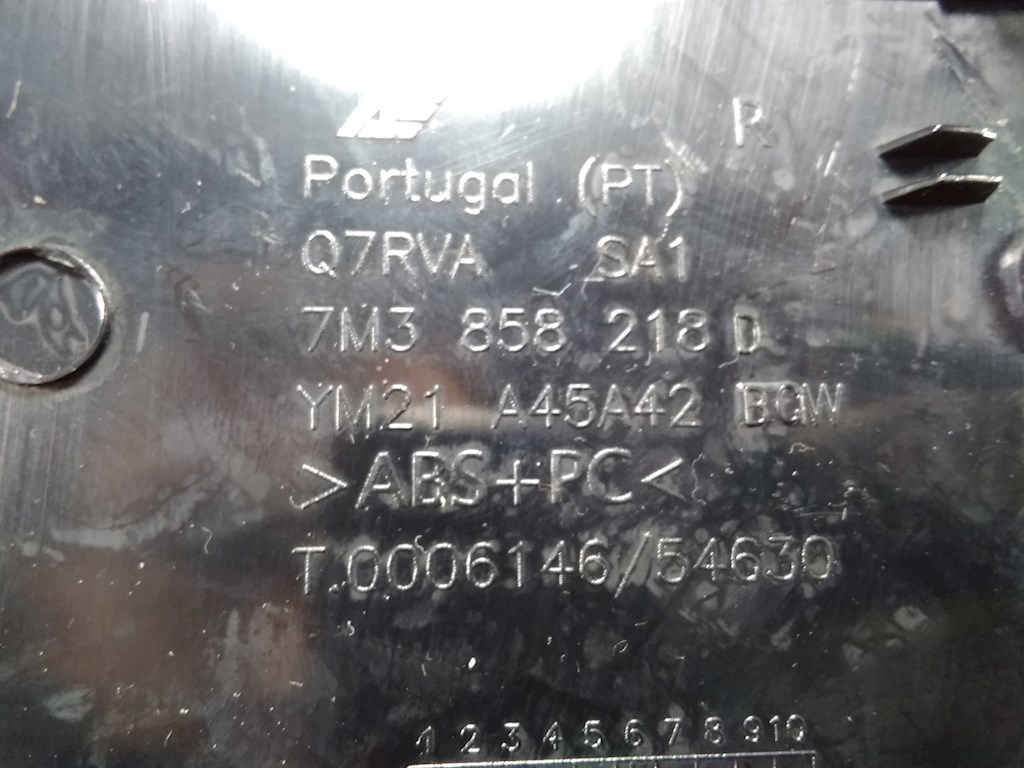 R
Portugal (PT)
Q7RVA SA1
7M3 858 218 D
YM21 A45A42 BGW
>ABS+PC<
T.0006146/54630
1 2 3 4 5 6 7 8 9 10